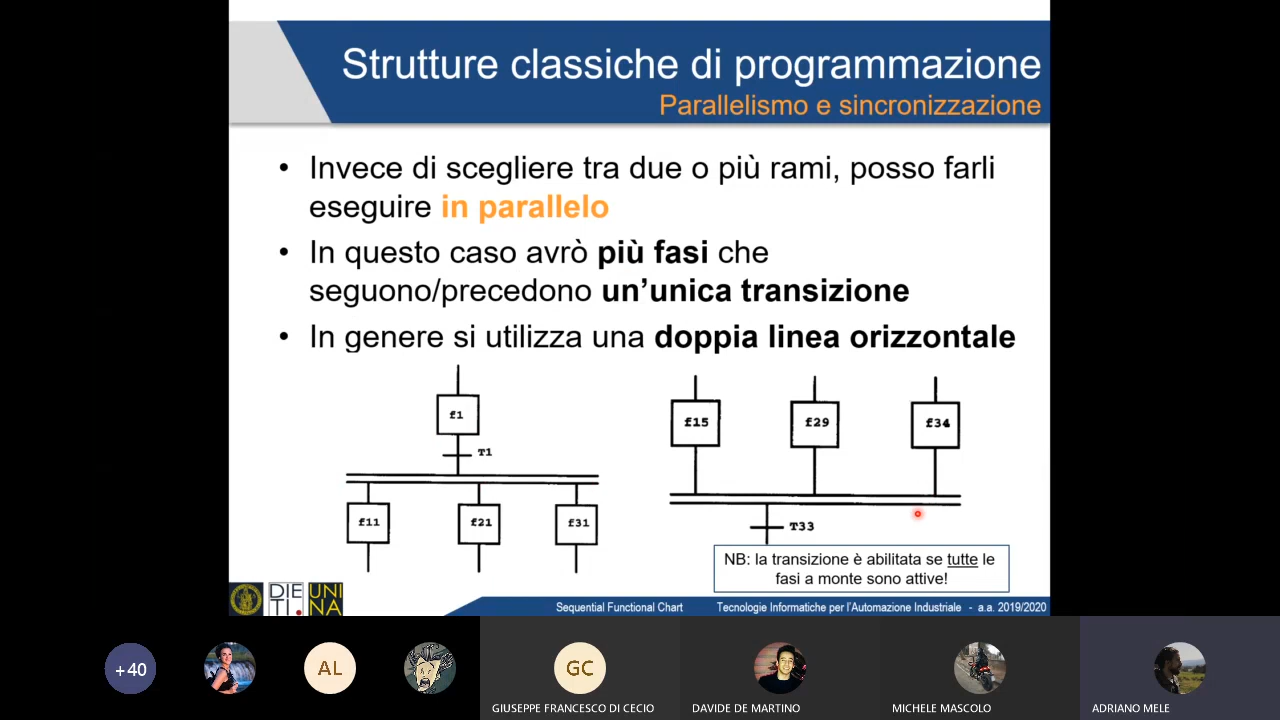 Strutture classiche di programmazione
Parallelismo e sincronizzazione
• Invece di scegliere tra due o più rami, posso farli
eseguire in parallelo
• In questo caso avrò più fasi che
seguono/precedono un'unica transizione
• In genere si utilizza una doppia linea orizzontale
f1
T1
f11 f21 f31
f15 f29 f34
T33
NB: la transizione è abilitata se tutte le
fasi a monte sono attive!
DIE
TI.
UNI
NA
Sequential Functional Chart Tecnologie Informatiche per l'Automazione Industriale - a.a. 2019/2020
+40
AL
GC
GIUSEPPE FRANCESCO DI CECIO
DAVIDE DE MARTINO
MICHELE MASCOLO
ADRIANO MELE